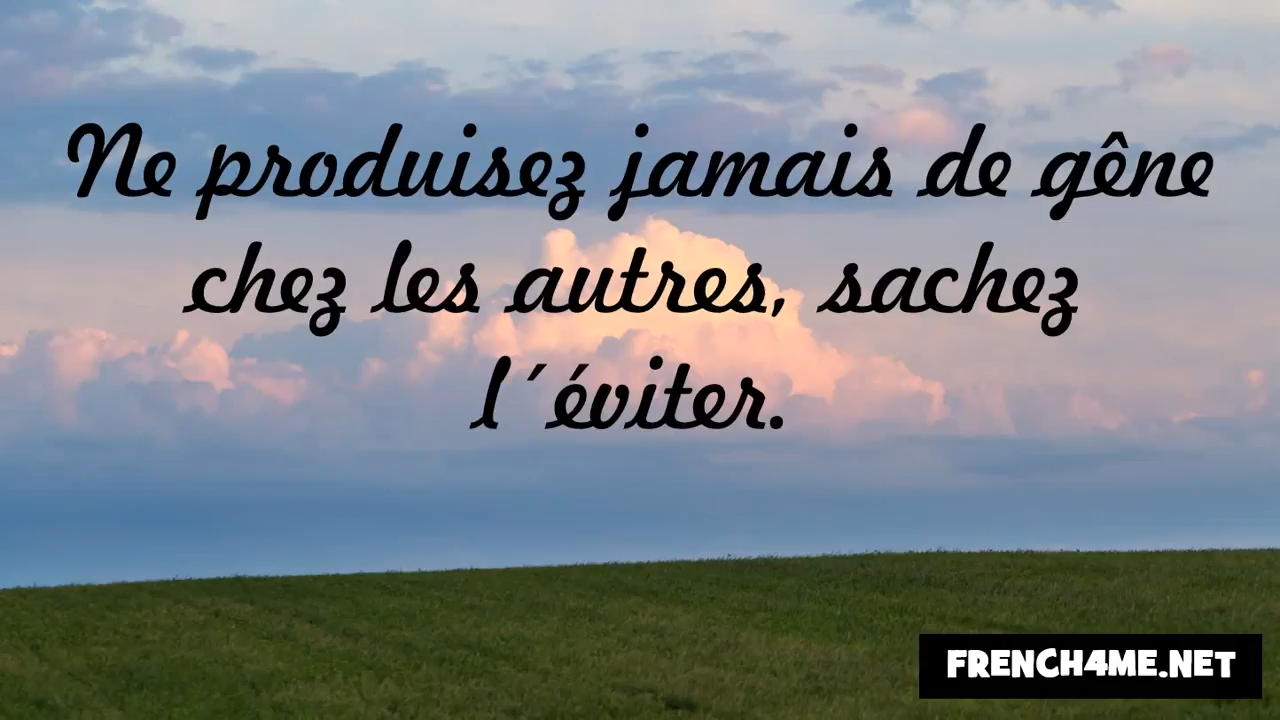 Ne produisez jamais de gêne
chez les autres, sachez
l´éviter.
FRENCH4ME.NET